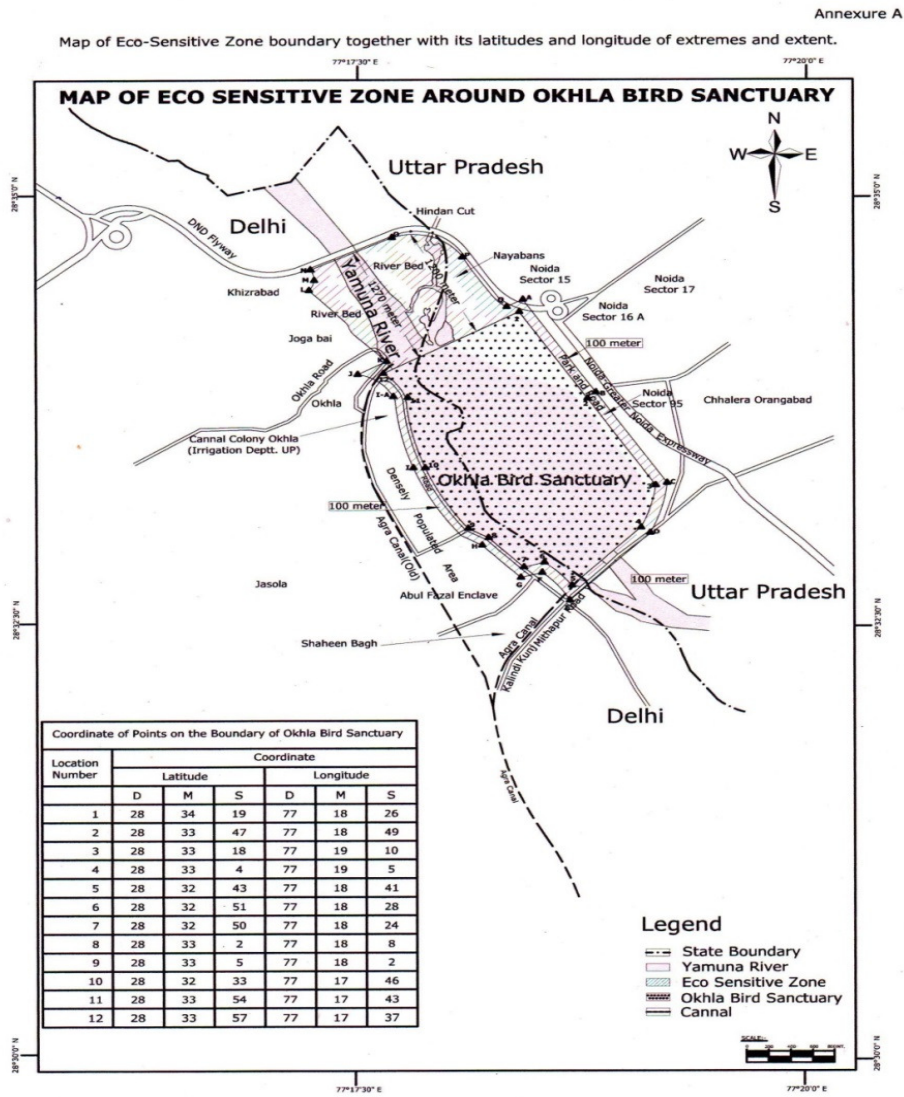 Annexure A
Map of Eco-Sensitive Zone boundary together with its latitudes and longitude of extremes and extent.
77°17'30" E
77°20'0" E
MAP OF ECO SENSITIVE ZONE AROUND OKHLA BIRD SANCTUARY
N
W E
S
Uttar Pradesh
28°35'0" N
28°35'0" N
Hindan Cut
Delhi
DND Flyway
River Bed
Nayabans
1200 meter
Noida
Sector 15
Noida
Sector 17
Khizrabad
Yamuna River
1270 meter
River Bed
Noida
Sector 16 A
Joga bai
100 meter
Okhla Road
Park and Road
Noida-Greater Noida Expressway
Okhla
Noida
Sector 95
Chhalera Orangabad
Cannal Colony Okhla
(Irrigation Deptt. UP)
Okhla Bird Sanctuary
Road
Densely Populated Area
100 meter
Agra Canal(Old)
100 meter
Jasola
Abul Fazal Enclave
Uttar Pradesh
28°32'30" N
28°32'30" N
Shaheen Bagh
Agra Canal
Kalindi Kunj Mithapur Road
Delhi
Agra Canal
Coordinate of Points on the Boundary of Okhla Bird Sanctuary
Location Number Coordinate
Latitude Longitude
D M S D M S
1 28 34 19 77 18 26
2 28 33 47 77 18 49
3 28 33 18 77 19 10
4 28 33 4 77 19 5
5 28 32 43 77 18 41
6 28 32 51 77 18 28
7 28 32 50 77 18 24
8 28 33 2 77 18 8
9 28 33 5 77 18 2
10 28 32 33 77 17 46
11 28 33 54 77 17 43
12 28 33 57 77 17 37
Legend
State Boundary
Yamuna River
Eco Sensitive Zone
Okhla Bird Sanctuary
Cannal
SCALE:-
0 200 400 600 800MT.
28°30'0" N
28°30'0" N
77°17'30" E
77°20'0" E